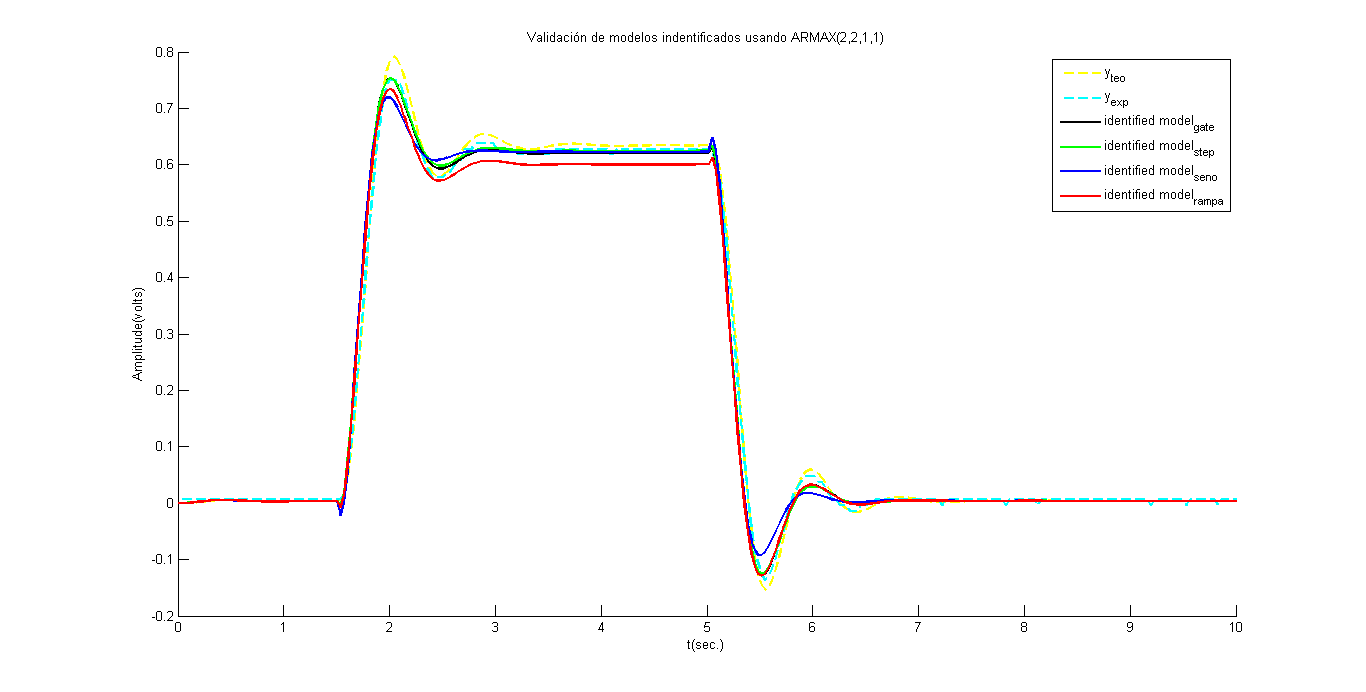 Validación de modelos indentificados usando ARMAX(2,2,1,1)
y_teo
y_exp
identified model_gate
identified model_step
identified model_seno
identified model_rampa
Amplitude(volts)
0.8
0.7
0.6
0.5
0.4
0.3
0.2
0.1
0
-0.1
-0.2
0 1 2 3 4 5 6 7 8 9 10
t(sec.)